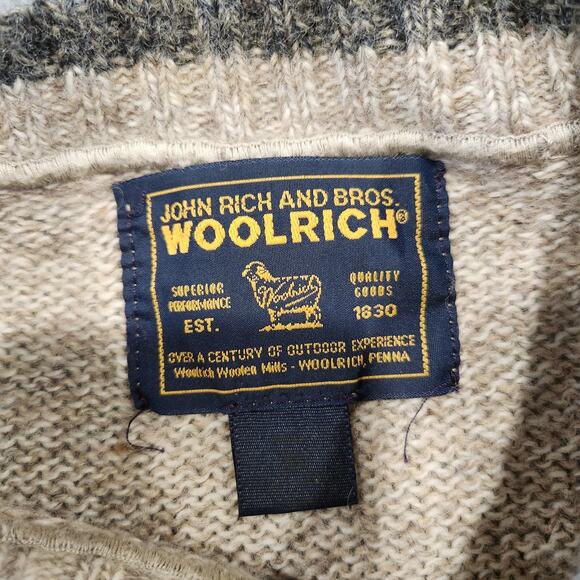 JOHN RICH AND BROS.
WOOLRICH®
SUPERIOR
PERFORMANCE
EST.
Woolrich
QUALITY
GOODS
1830
OVER A CENTURY OF OUTDOOR EXPERIENCE
Woolrich Woolen Mills - WOOLRICH, PENNA